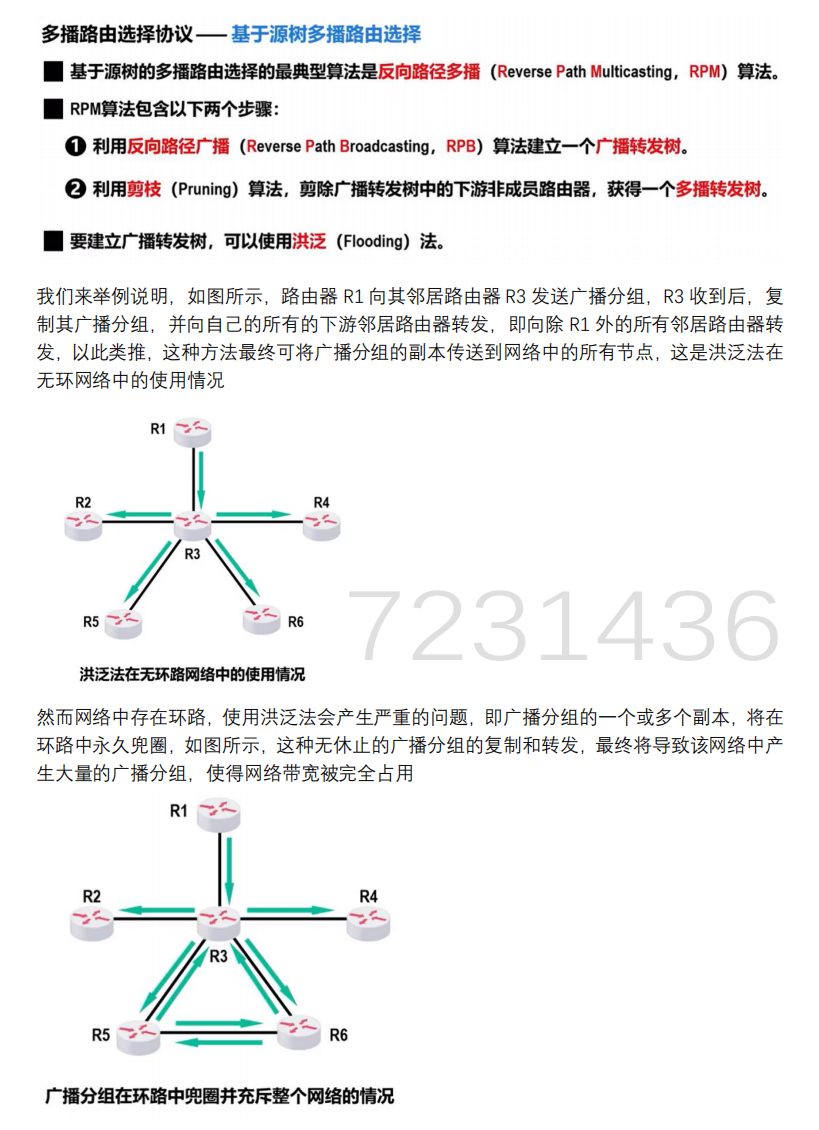 多播路由选择协议 —— 基于源树多播路由选择
基于源树的多播路由选择的最典型算法是反向路径多播（Reverse Path Multicasting，RPM）算法。
RPM算法包含以下两个步骤：
❶ 利用反向路径广播（Reverse Path Broadcasting，RPB）算法建立一个广播转发树。
❷ 利用剪枝（Pruning）算法，剪除广播转发树中的下游非成员路由器，获得一个多播转发树。
要建立广播转发树，可以使用洪泛（Flooding）法。
我们来举例说明，如图所示，路由器 R1 向其邻居路由器 R3 发送广播分组，R3 收到后，复
制其广播分组，并向自己的所有的下游邻居路由器转发，即向除 R1 外的所有邻居路由器转
发，以此类推，这种方法最终可将广播分组的副本传送到网络中的所有节点，这是洪泛法在
无环网络中的使用情况
R1
R2
R4
R3
R5
R6
7231436
洪泛法在无环路网络中的使用情况
然而网络中存在环路，使用洪泛法会产生严重的问题，即广播分组的一个或多个副本，将在
环路中永久兜圈，如图所示，这种无休止的广播分组的复制和转发，最终将导致该网络中产
生大量的广播分组，使得网络带宽被完全占用
R1
R2
R4
R3
R5
R6
广播分组在环路中兜圈并充斥整个网络的情况